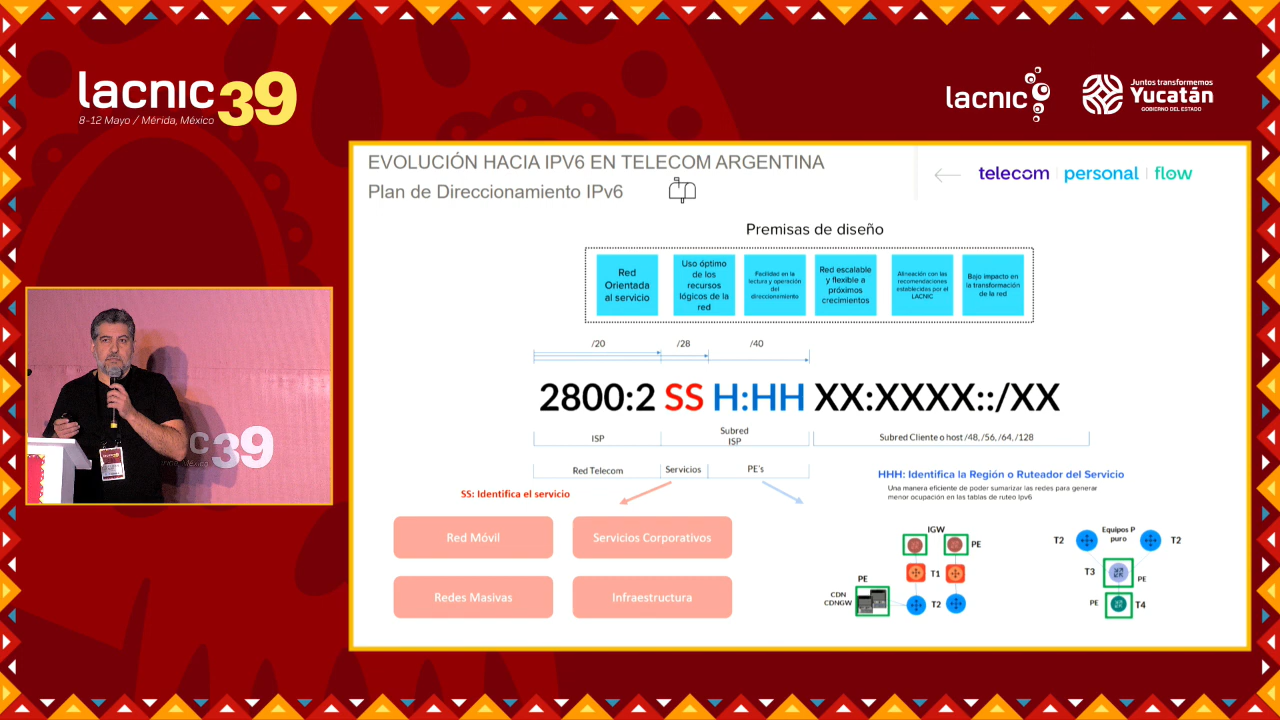 lacnic39
8-12 Mayo / Mérida, México
lacnic
Juntos transformemos
Yucatán
GOBIERNO DEL ESTADO
EVOLUCIÓN HACIA IPV6 EN TELECOM ARGENTINA
Plan de Direccionamiento IPv6
telecom personal flow
Premisas de diseño
Red
Orientada
al servicio
Uso óptimo
de los
recursos
lógicos de la
red
Facilidad en la
lectura y operación
del
direccionamiento
Red escalable
y flexible a
próximos
crecimientos
Alineación con las
recomendaciones
establecidas por el
LACNIC
Bajo impacto en
la transformación
de la red
/20 /28 /40
2800:2 SS H:HH XX:XXXX::/XX
ISP
Subred
ISP
Subred Cliente o host /48, /56, /64, /128
Red Telecom
Servicios
PE's
SS: Identifica el servicio
Red Móvil
Servicios Corporativos
Redes Masivas
Infraestructura
HHH: Identifica la Región o Ruteador del Servicio
Una manera eficiente de poder sumarizar las redes para generar
menor ocupación en las tablas de ruteo Ipv6
IGW
PE
T1
PE
CDN
CDNGW
T2
Equipos P
puro
T2
T2
T3
PE
PE
T4
c39